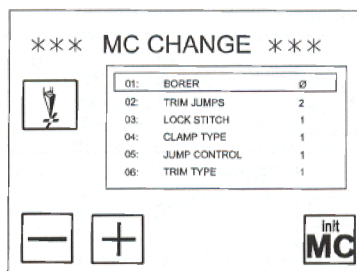 *** MC CHANGE ***
01: BORER Ø
02: TRIM JUMPS 2
03: LOCK STITCH 1
04: CLAMP TYPE 1
05: JUMP CONTROL 1
06: TRIM TYPE 1
init
MC